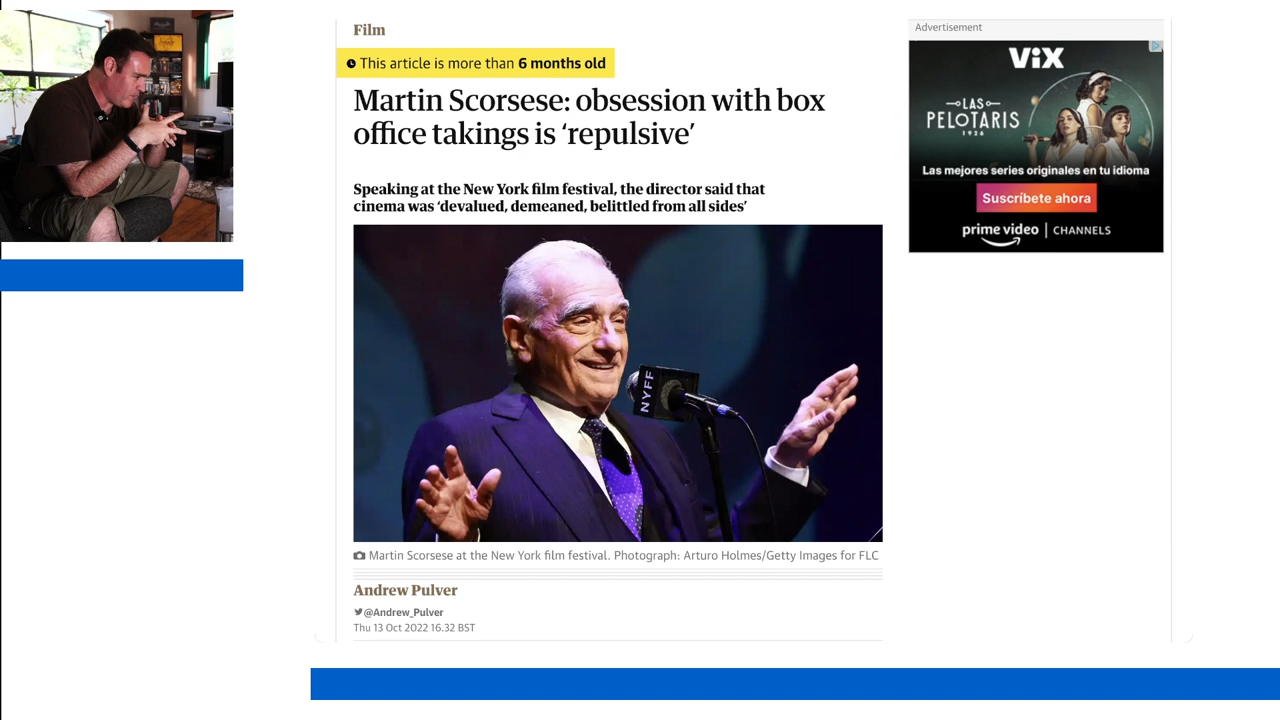 Film
This article is more than 6 months old
Martin Scorsese: obsession with box
office takings is ‘repulsive’
Speaking at the New York film festival, the director said that
cinema was ‘devalued, demeaned, belittled from all sides’
NYFF
Martin Scorsese at the New York film festival. Photograph: Arturo Holmes/Getty Images for FLC
Andrew Pulver
@Andrew_Pulver
Thu 13 Oct 2022 16.32 BST
Advertisement
ViX
LAS
PELOTARIS
1926
Las mejores series originales en tu idioma
Suscríbete ahora
prime video | CHANNELS